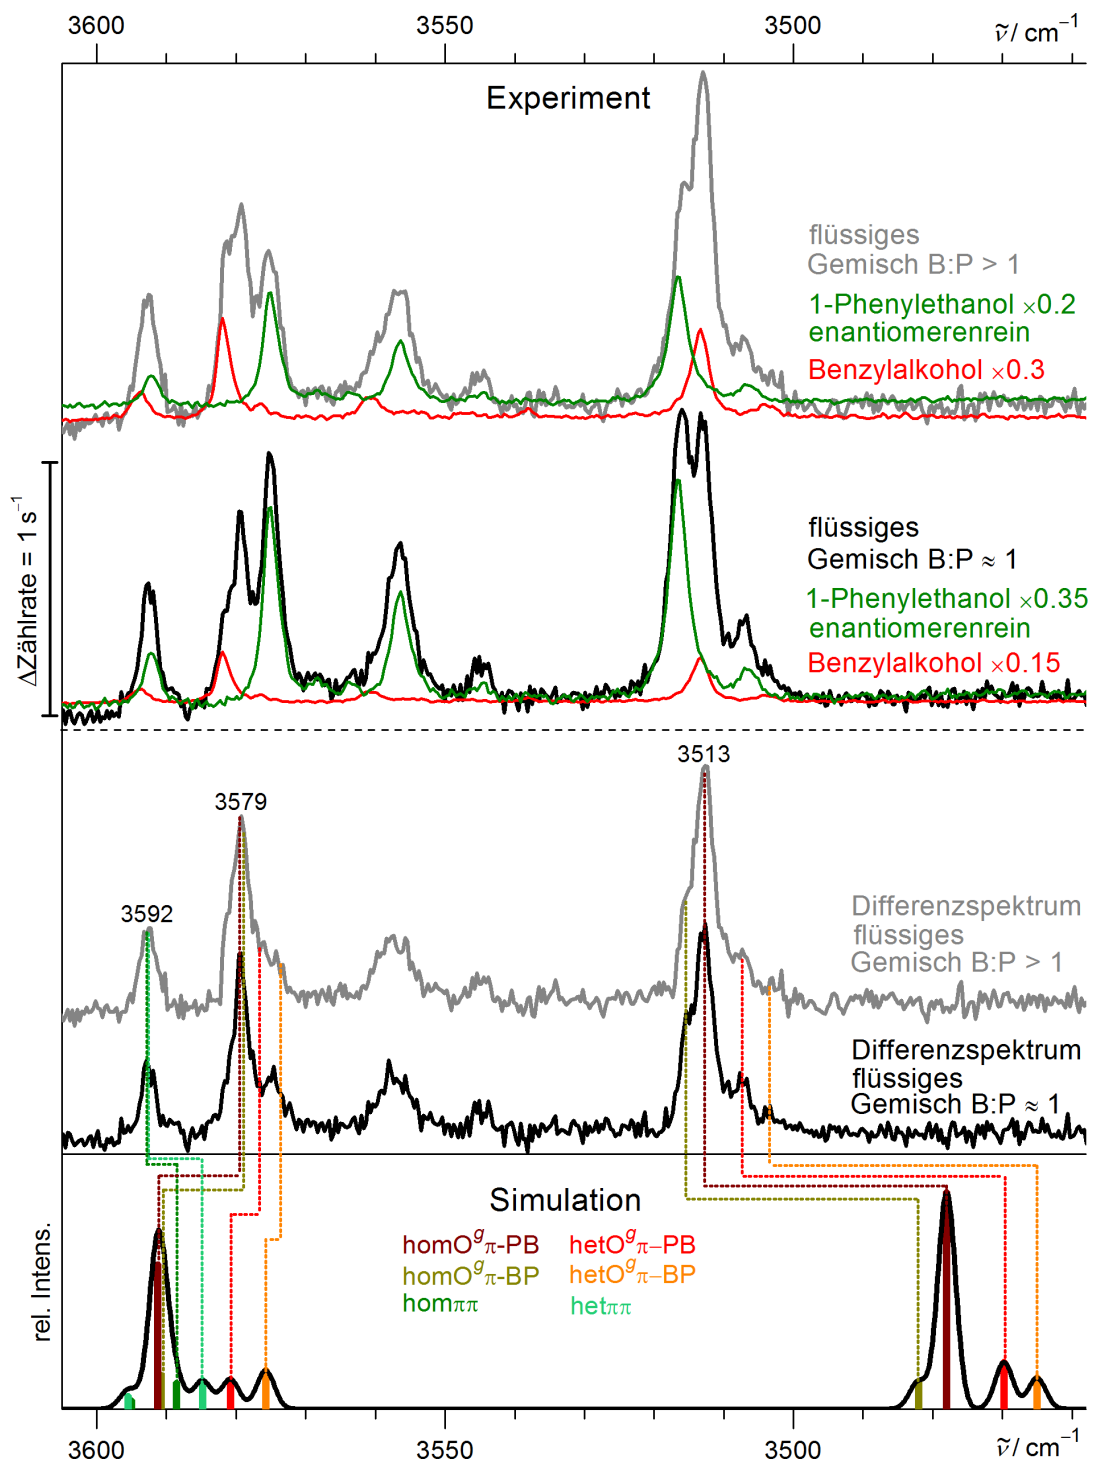 3600 3550 3500 ν̃ / cm⁻¹
Experiment
flüssiges
Gemisch B:P > 1
1-Phenylethanol ×0.2
enantiomerenrein
Benzylalkohol ×0.3
ΔZählrate = 1 s⁻¹
flüssiges
Gemisch B:P ≈ 1
1-Phenylethanol ×0.35
enantiomerenrein
Benzylalkohol ×0.15
3513
3579
3592
Differenzspektrum
flüssiges
Gemisch B:P > 1
Differenzspektrum
flüssiges
Gemisch B:P ≈ 1
rel. Intens.
Simulation
homOᵍπ-PB hetOᵍπ−PB
homOᵍπ-BP hetOᵍπ−BP
homππ hetππ
3600 3550 3500 ν̃ / cm⁻¹